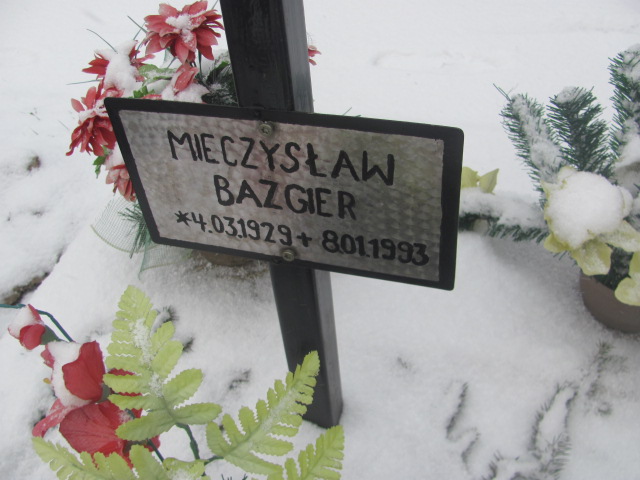 MIECZYSŁAW
BAZGIER
*4.03.1929 + 8.01.1993